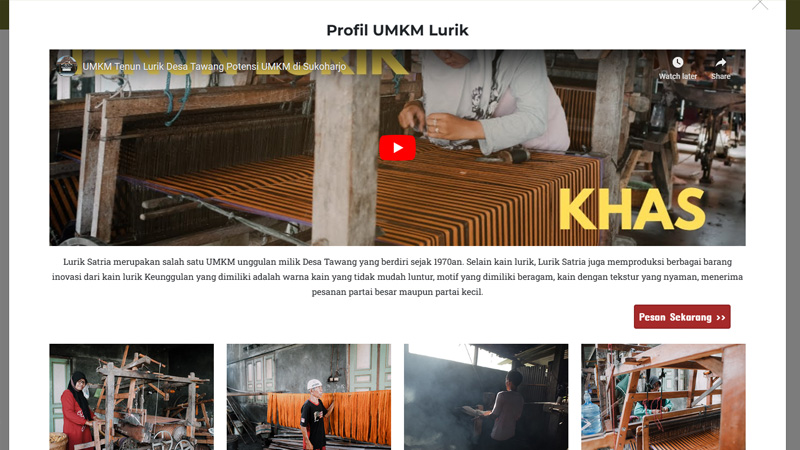 Profil UMKM Lurik
TENUN LURIK
UMKM Tenun Lurik Desa Tawang Potensi UMKM di Sukoharjo
Watch later
Share
KHAS
Lurik Satria merupakan salah satu UMKM unggulan milik Desa Tawang yang berdiri sejak 1970an. Selain kain lurik, Lurik Satria juga memproduksi berbagai barang
inovasi dari kain lurik Keunggulan yang dimiliki adalah warna kain yang tidak mudah luntur, motif yang dimiliki beragam, kain dengan tekstur yang nyaman, menerima
pesanan partai besar maupun partai kecil.
Pesan Sekarang >>